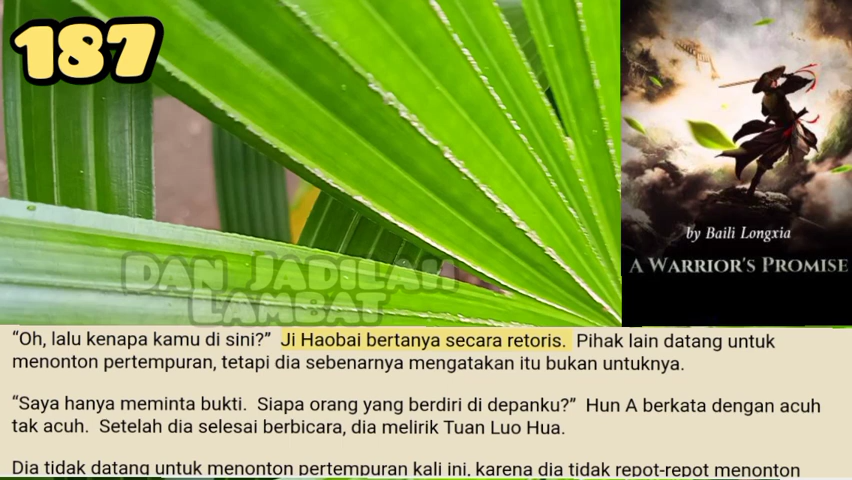 187
DAN JADILAH
LAMBAT
by Baili Longxia
A WARRIOR'S PROMISE
“Oh, lalu kenapa kamu di sini?” Ji Haobai bertanya secara retoris. Pihak lain datang untuk
menonton pertempuran, tetapi dia sebenarnya mengatakan itu bukan untuknya.
“Saya hanya meminta bukti. Siapa orang yang berdiri di depanku?” Hun A berkata dengan acuh
tak acuh. Setelah dia selesai berbicara, dia melirik Tuan Luo Hua.
Dia tidak datang untuk menonton pertempuran kali ini, karena dia tidak repot-repot menonton